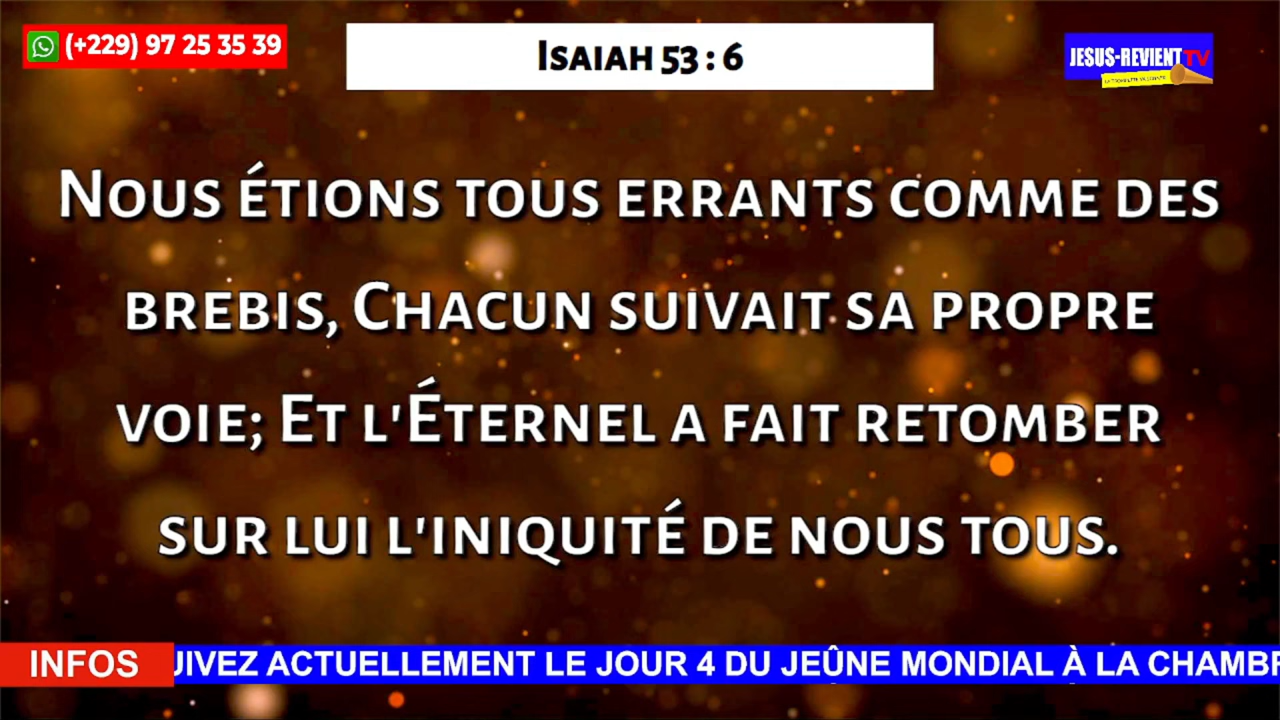 (+229) 97 25 35 39
Isaiah 53 : 6
JESUS-REVIENT TV
Nous étions tous errants comme des
brebis, Chacun suivait sa propre
voie; Et l'Éternel a fait retomber
sur lui l'iniquité de nous tous.
INFOS
UIVEZ ACTUELLEMENT LE JOUR 4 DU JEÛNE MONDIAL À LA CHAMB